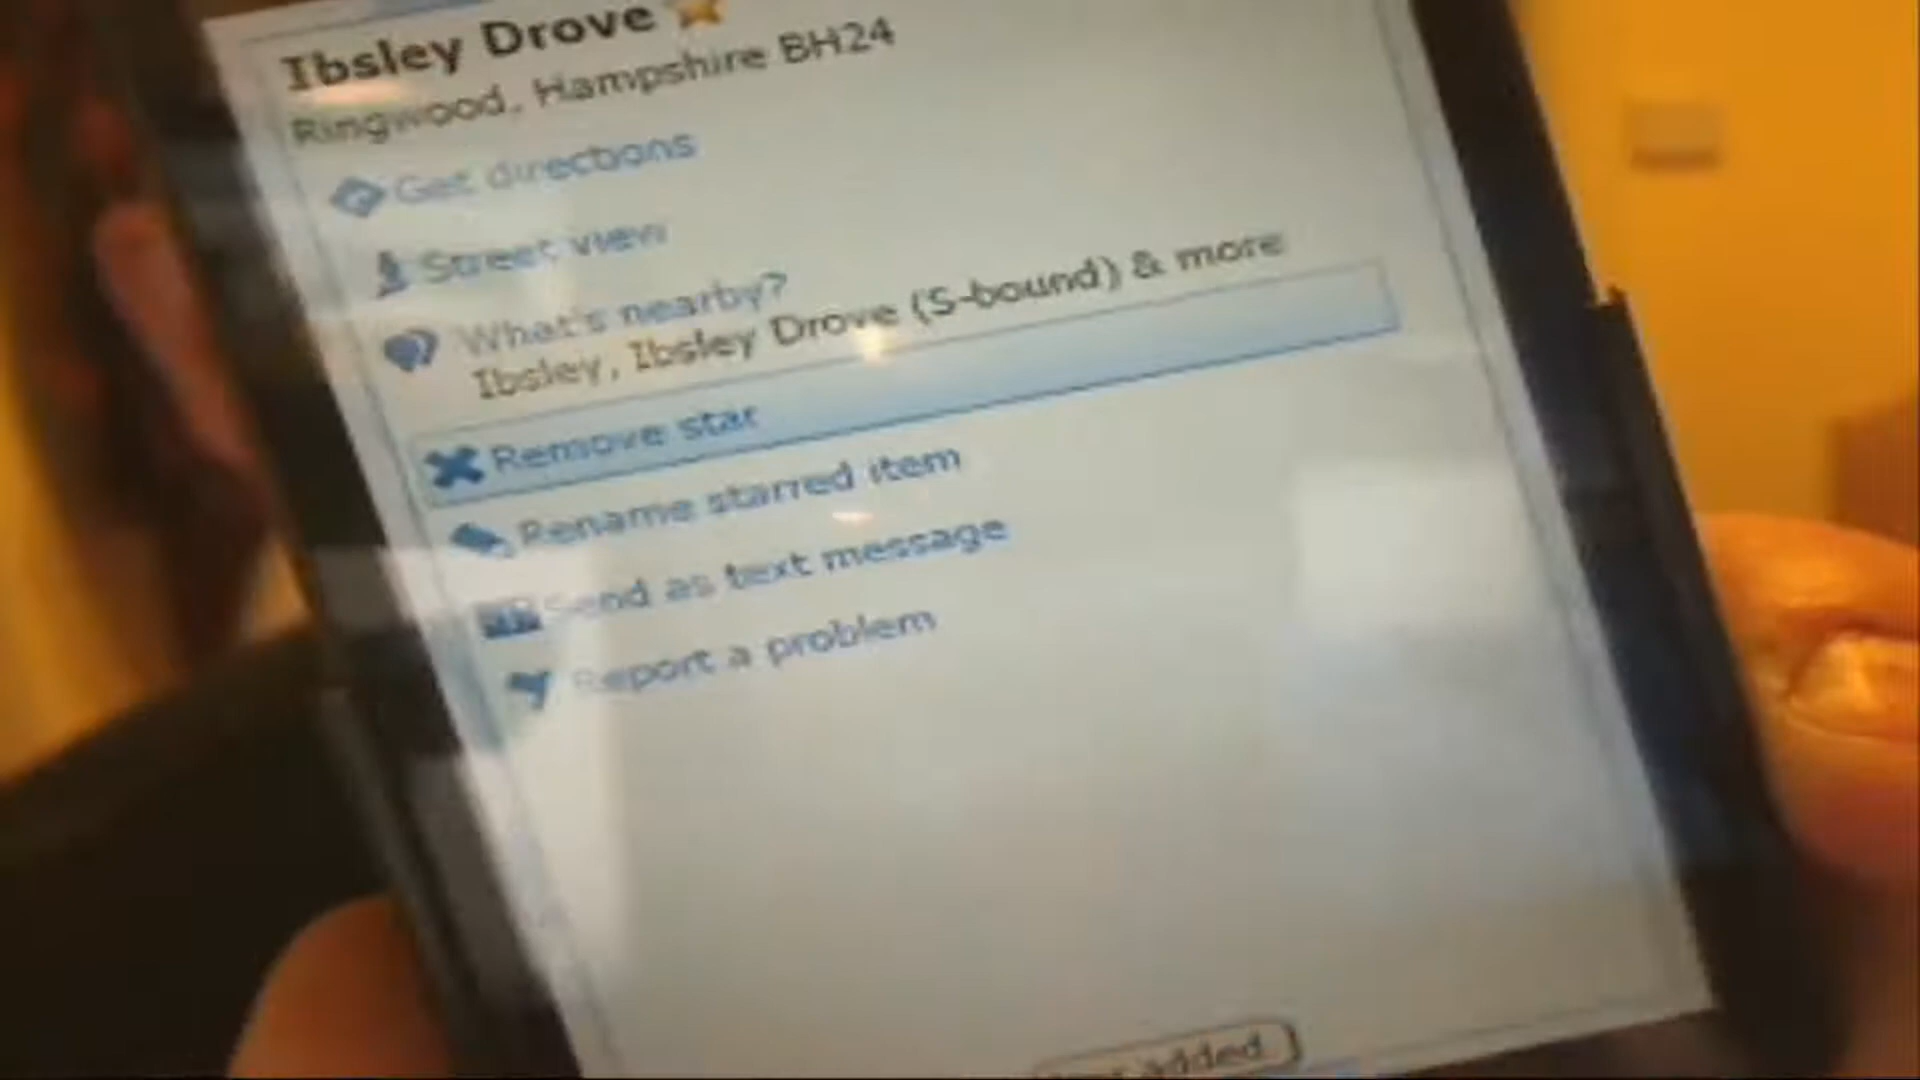 Ibsley Drove
Ringwood, Hampshire BH24
Get directions
Street view
What's nearby?
Ibsley, Ibsley Drove (S-bound) & more
Remove star
Rename starred item
Send as text message
Report a problem
added